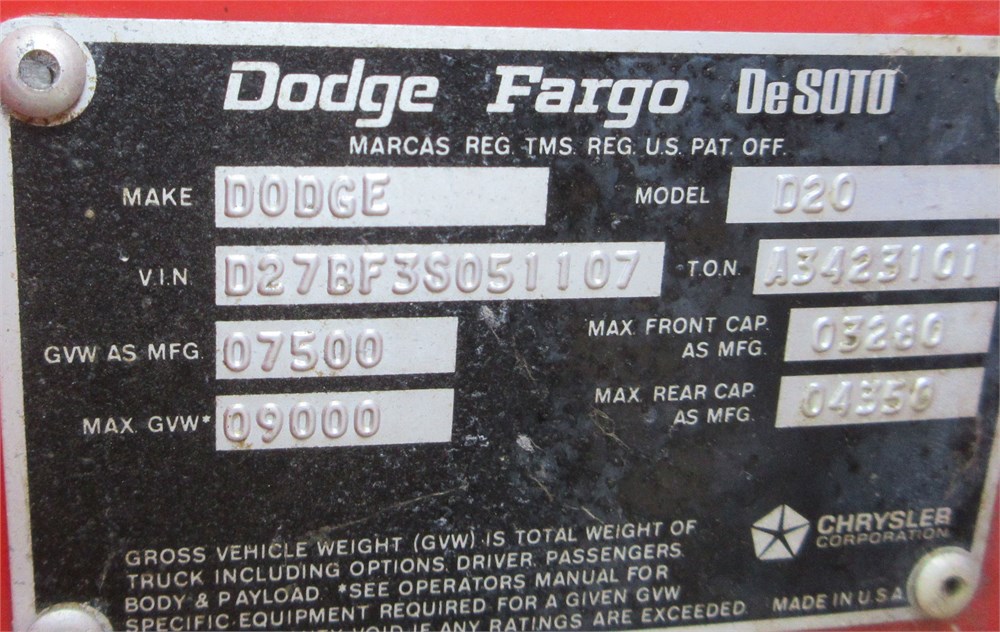 Dodge Fargo DeSOTO
MARCAS REG. TMS. REG. U.S. PAT. OFF.
MAKE DODGE MODEL D20
V.I.N D27BF3S051107 T.O.N. A3423101
GVW AS MFG. 07500 MAX. FRONT CAP. AS MFG. 03280
MAX. GVW* 09000 MAX. REAR CAP. AS MFG. 04350
CHRYSLER
CORPORATION
GROSS VEHICLE WEIGHT (GVW) IS TOTAL WEIGHT OF
TRUCK INCLUDING OPTIONS, DRIVER, PASSENGERS
BODY & PAYLOAD. *SEE OPERATORS MANUAL FOR
SPECIFIC EQUIPMENT REQUIRED FOR A GIVEN GVW
VOID IF ANY RATINGS ARE EXCEEDED. MADE IN U.S.A.